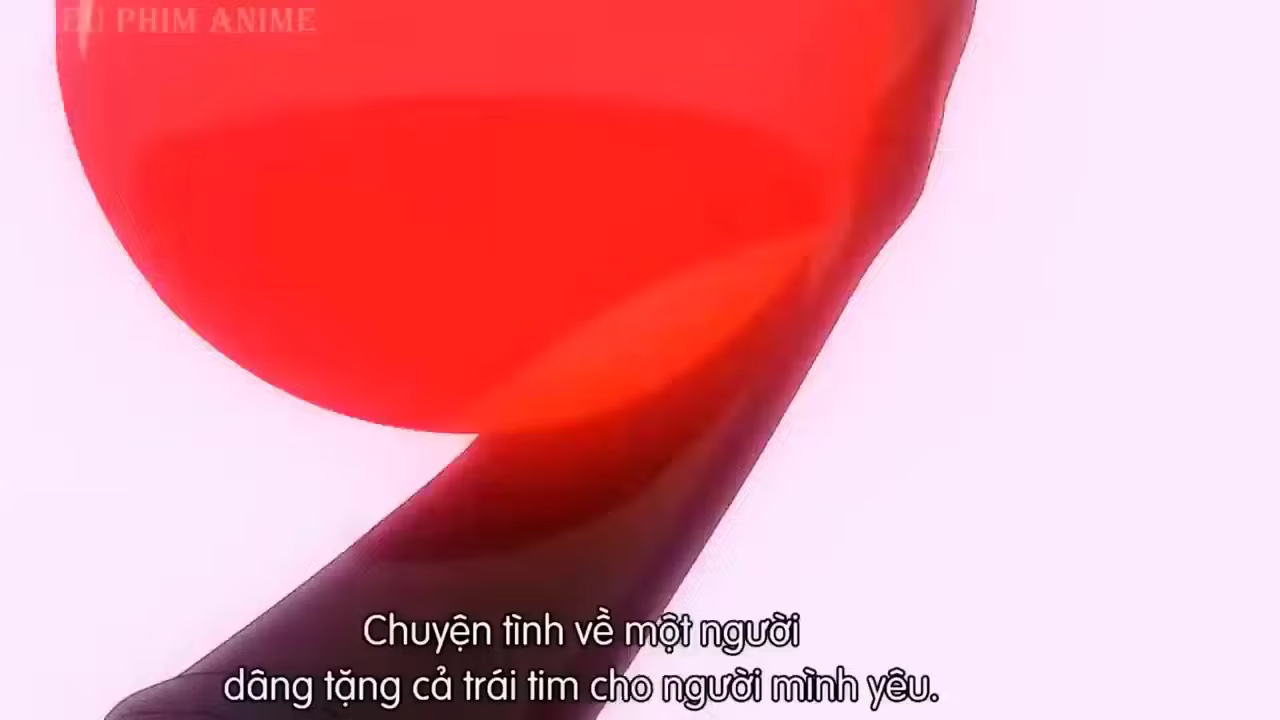 PHIM ANIME
Chuyện tình về một người
dâng tặng cả trái tim cho người mình yêu.